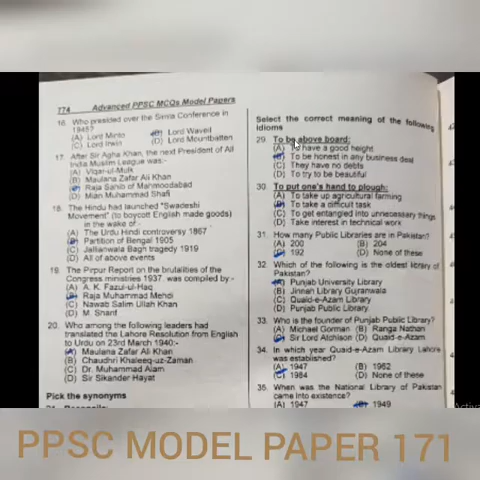 774 Advanced PPSC MCQs Model Papers
16. Who presided over the Simla Conference in
1945?
(A) Lord Minto (B) Lord Wavell
(C) Lord Irwin (D) Lord Mountbatten
17. After Sir Agha Khan, the next President of All
India Muslim League was:-
(A) Viqar-ul-Mulk
(B) Maulana Zafar Ali Khan
Raja Sahib of Mahmoodabad
(D) Mian Muhammad Shafi
18. The Hindu had launched "Swadeshi
Movement" (to boycott English made goods)
in the wake of -
(A) The Urdu Hindi controversy 1867
(B) Partition of Bengal 1905
(C) Jallianwala Bagh tragedy 1919
(D) All of above events
19. The Pirpur Report on the brutalities of the
Congress ministries 1937. was compiled by:-
(A) A. K. Fazul-ul-Haq
(B) Raja Muhammad Mehdi
(C) Nawab Salim Ullah Khan
(D) M. Sharif
20. Who among the following leaders had
translated the Lahore Resolution from English
to Urdu on 23rd March 1940:-
(A) Maulana Zafar Ali Khan
(B) Chaudhri Khaleeq-uz-Zaman
(C) Dr. Muhammad Alam
(D) Sir Sikander Hayat
Pick the synonyms
Select the correct meaning of the following
idioms
29. To be above board:
(A) To have a good height
(B) To be honest in any business deal
(C) They have no debts
(D) To try to be beautiful
30. To put one's hand to plough:
(A) To take up agricultural farming
(B) To take a difficult task
(C) To get entangled into unnecessary things
(D) Take interest in technical work
31. How many Public Libraries are in Pakistan?
(A) 200 (B) 204
192 (D) None of these
32. Which of the following is the oldest library of
Pakistan?
(A) Punjab University Library
(B) Jinnah Library Gujranwala
(C) Quaid-e-Azam Library
(D) Punjab Public Library
33. Who is the founder of Punjab Public Library?
(A) Michael Gorman (B) Ranga Nathan
Sir Lord Atchison (D) Quaid-e-Azam
34. In which year Quaid-e-Azam Library Lahore
was established?
(A) 1947 (B) 1962
1984 (D) None of these
35. When was the National Library of Pakistan
came into existence?
(A) 1947 (B) 1949
PPSC MODEL PAPER 171